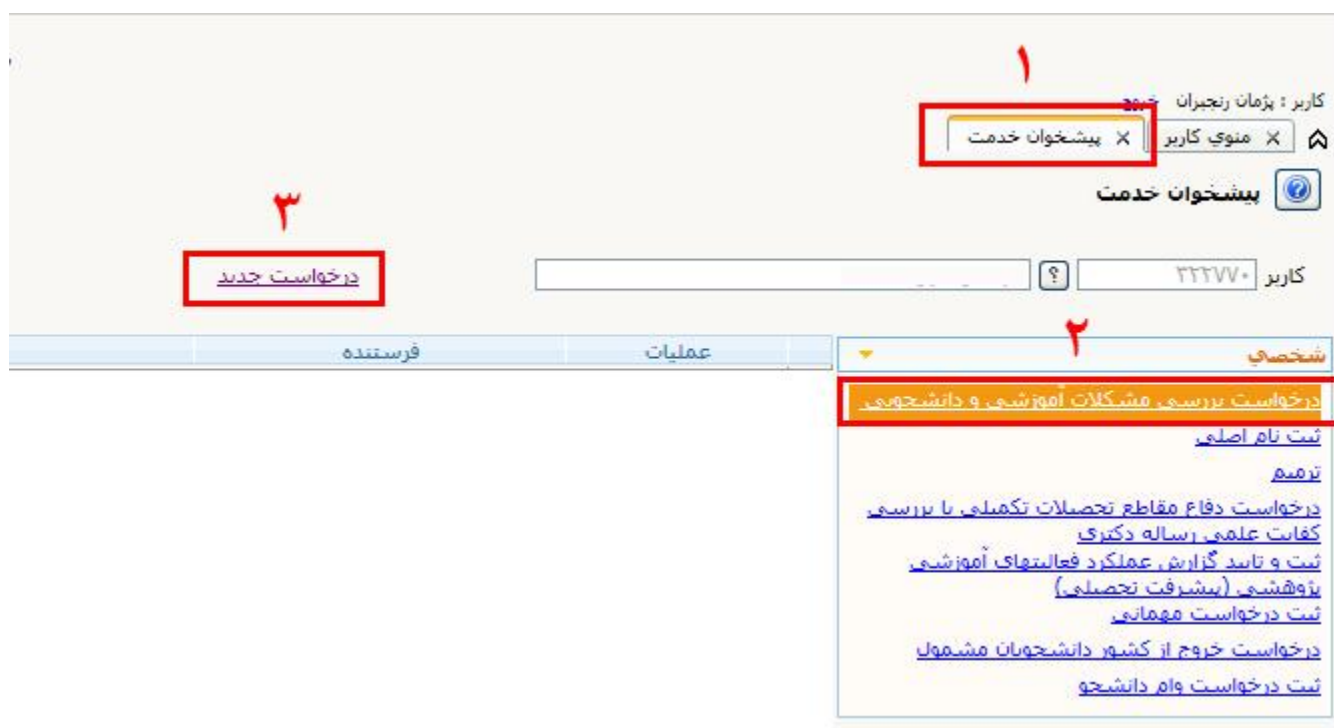 ۱
کاربر : پژمان رنجبران خروج
منوي کاربر
پیشخوان خدمت
پیشخوان خدمت
۳
کاربر ۳۲۲۷۷۰ ؟
درخواست جدید
۲
شخصي
عملیات
فرستنده
درخواست بررسی مشکلات آموزشی و دانشجویی
ثبت نام اصلی
ترمیم
درخواست دفاع مقاطع تحصیلات تکمیلی یا بررسی
کفایت علمی رساله دکتری
ثبت و تایید گزارش عملکرد فعالیتهای آموزشی
پژوهشی (پیشرفت تحصیلی)
ثبت درخواست مهمانی
درخواست خروج از کشور دانشجویان مشمول
ثبت درخواست وام دانشجو